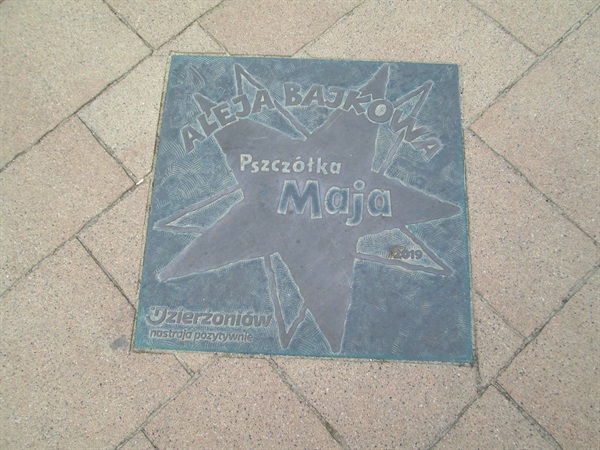 ALEJA BAJKOWA
Pszczółka
Maja
2019
Dzierżoniów
nastraja pozytywnie